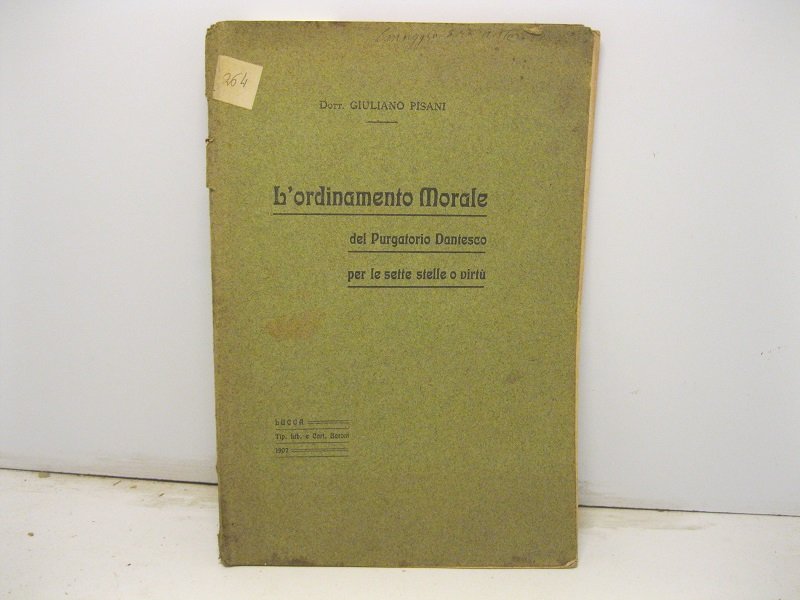 264
Dott. GIULIANO PISANI
L'ordinamento Morale
del Purgatorio Dantesco
per le sette stelle o virtù
LUCCA
Tip. Lib. e Cart. Baroni
1907